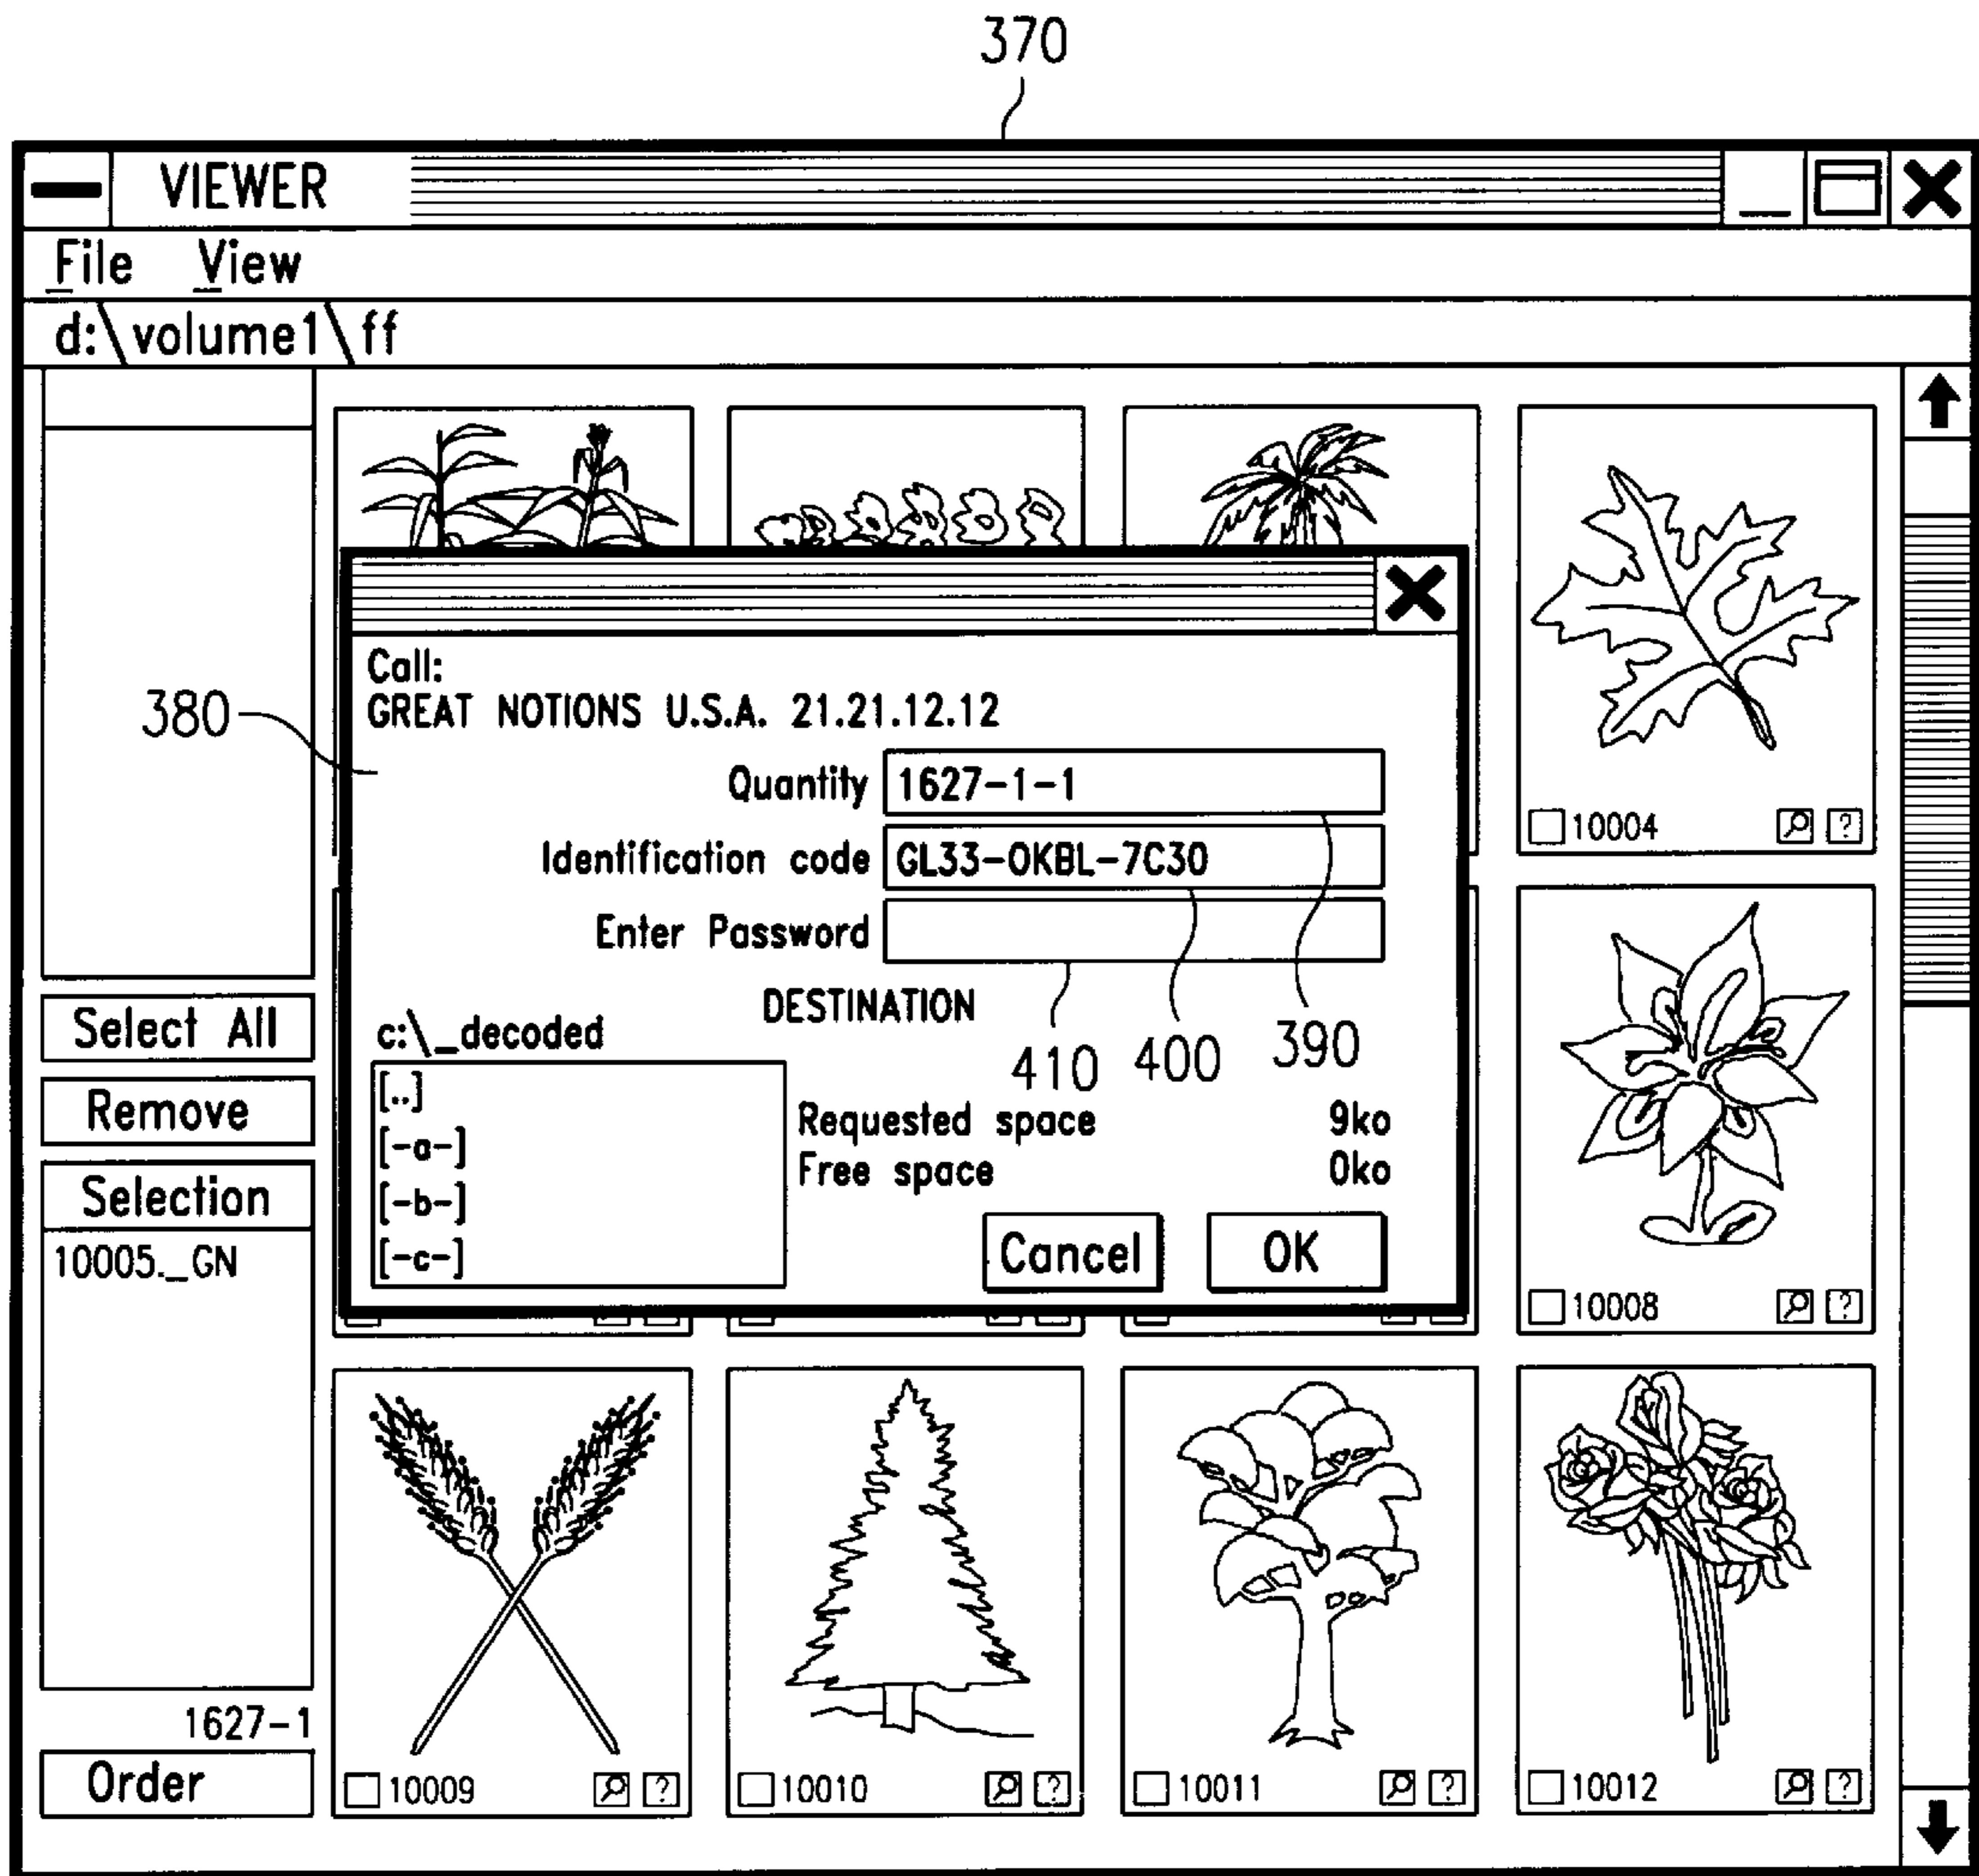 370
VIEWER
File View
d:\volume1\ff
Call:
GREAT NOTIONS U.S.A. 21.21.12.12
380
Quantity 1627-1-1
Identification code GL33-OKBL-7C30
Enter Password
DESTINATION
c:\_decoded
410 400 390
[..]
[-a-]
[-b-]
[-c-]
Requested space 9ko
Free space 0ko
Cancel OK
Select All
Remove
Selection
10005._GN
1627-1
Order
10004 ?
10008 ?
10009 ?
10010 ?
10011 ?
10012 ?